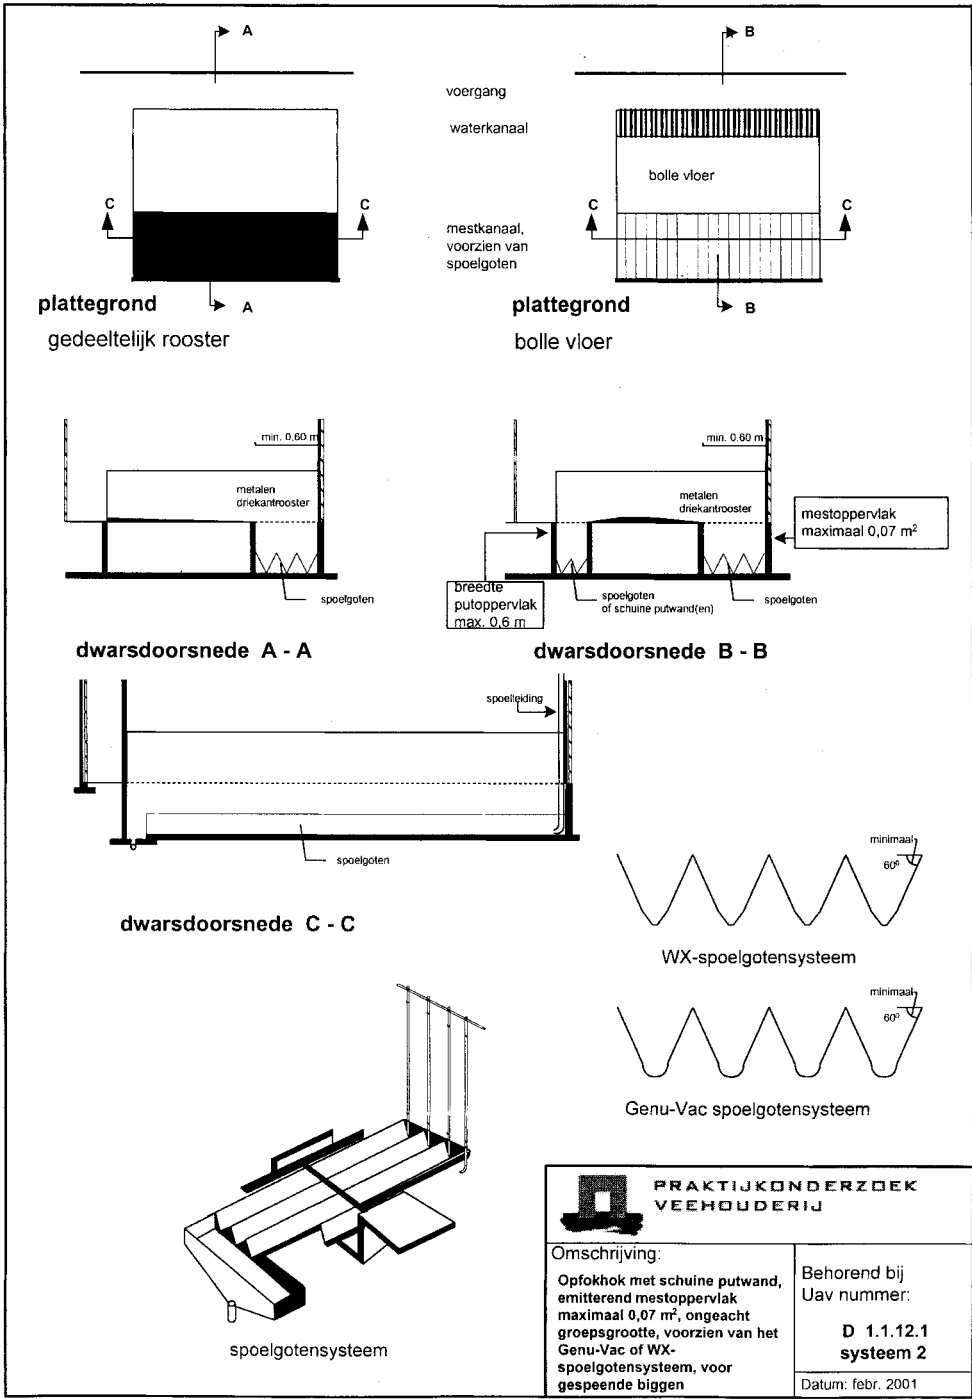 A
B
voergang
waterkanaal
bolle vloer
C
C
C
C
mestkanaal,
voorzien van
spoelgoten
A
B
plattegrond
gedeeltelijk rooster
plattegrond
bolle vloer
min. 0,60 m
metalen
driekantrooster
spoelgoten
min. 0.60 m
metalen
driekantrooster
mestoppervlak
maximaal 0,07 m²
breedte
putoppervlak
max. 0,6 m
spoelgoten
of schuine putwand(en)
spoelgoten
dwarsdoorsnede A - A
dwarsdoorsnede B - B
spoelleiding
spoelgoten
dwarsdoorsnede C - C
minimaal
60⁰
WX-spoelgotensysteem
minimaal
60⁰
Genu-Vac spoelgotensysteem
spoelgotensysteem
PRAKTIJKONDERZOEK
VEEHOUDERIJ
Omschrijving:
Opfokhok met schuine putwand,
emitterend mestoppervlak
maximaal 0,07 m², ongeacht
groepsgrootte, voorzien van het
Genu-Vac of WX-
spoelgotensysteem, voor
gespeende biggen
Behorend bij
Uav nummer:
D 1.1.12.1
systeem 2
Datum: febr. 2001